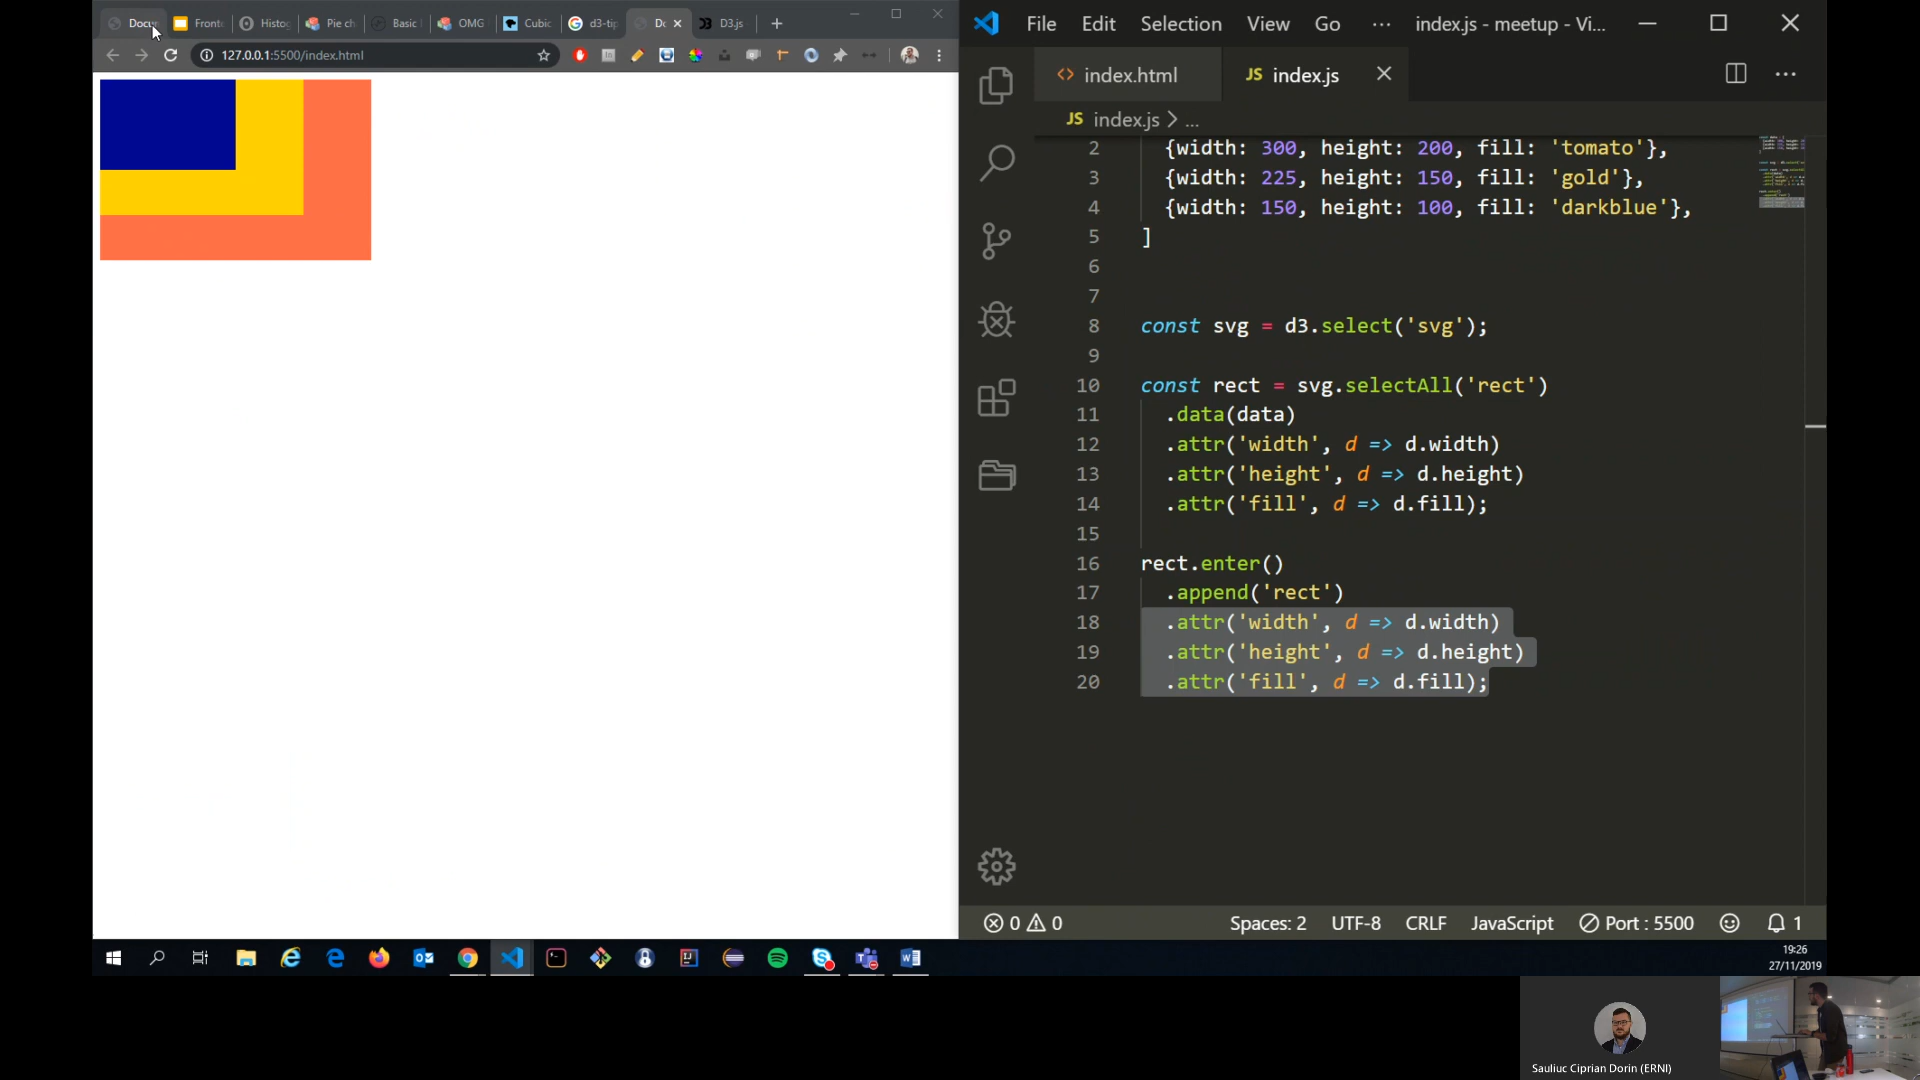 Docu
Front
Histog
Pie ch
Basic
OMG
Cubic
d3-tip
Do
D3.js
127.0.0.1:5500/index.html
File Edit Selection View Go ··· index.js - meetup - Vi...
index.html
JS index.js
JS index.js > ...
2 {width: 300, height: 200, fill: 'tomato'},
3 {width: 225, height: 150, fill: 'gold'},
4 {width: 150, height: 100, fill: 'darkblue'},
5 ]
6
7
8 const svg = d3.select('svg');
9
10 const rect = svg.selectAll('rect')
11 .data(data)
12 .attr('width', d => d.width)
13 .attr('height', d => d.height)
14 .attr('fill', d => d.fill);
15
16 rect.enter()
17 .append('rect')
18 .attr('width', d => d.width)
19 .attr('height', d => d.height)
20 .attr('fill', d => d.fill);
0 0 Spaces: 2 UTF-8 CRLF JavaScript Port : 5500 1
19:26
27/11/2019
Sauliuc Ciprian Dorin (ERNI)